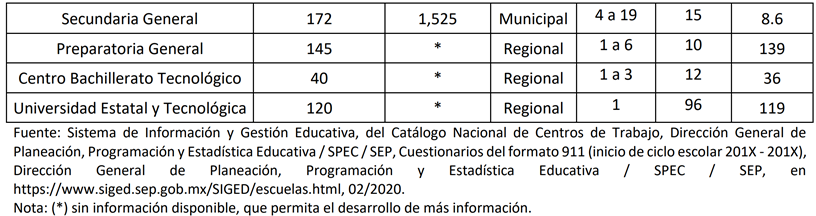 Secundaria General 172 1,525 Municipal 4 a 19 15 8.6
Preparatoria General 145 * Regional 1 a 6 10 139
Centro Bachillerato Tecnológico 40 * Regional 1 a 3 12 36
Universidad Estatal y Tecnológica 120 * Regional 1 96 119
Fuente: Sistema de Información y Gestión Educativa, del Catálogo Nacional de Centros de Trabajo, Dirección General de
Planeación, Programación y Estadística Educativa / SPEC / SEP, Cuestionarios del formato 911 (inicio de ciclo escolar 201X - 201X),
Dirección General de Planeación, Programación y Estadística Educativa / SPEC / SEP, en
https://www.siged.sep.gob.mx/SIGED/escuelas.html, 02/2020.
Nota: (*) sin información disponible, que permita el desarrollo de más información.